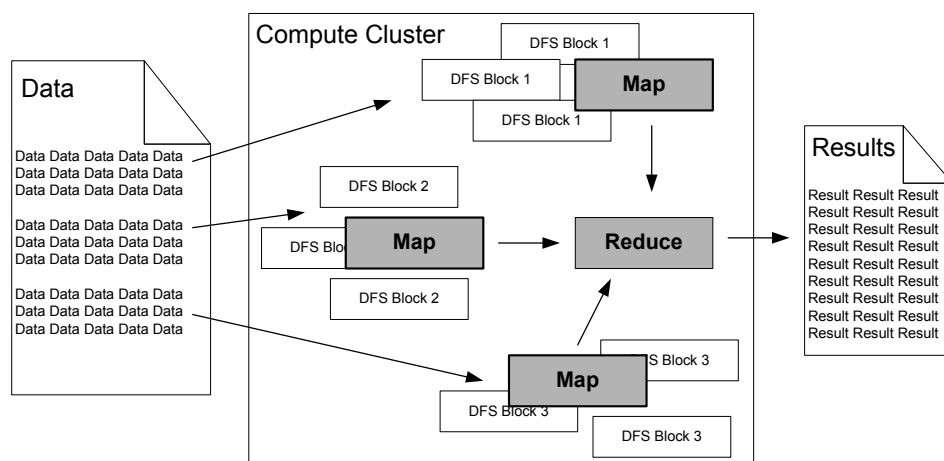 Data
Data Data Data Data Data
Data Data Data Data Data
Data Data Data Data Data
Data Data Data Data Data
Data Data Data Data Data
Data Data Data Data Data
Data Data Data Data Data
Data Data Data Data Data
Data Data Data Data Data
Compute Cluster
DFS Block 1
DFS Block 1
Map
DFS Block 1
DFS Block 2
DFS Bloc
Map
DFS Block 2
Reduce
FS Block 3
Map
DFS Block 3
DFS Block 3
Results
Result Result Result
Result Result Result
Result Result Result
Result Result Result
Result Result Result
Result Result Result
Result Result Result
Result Result Result
Result Result Result